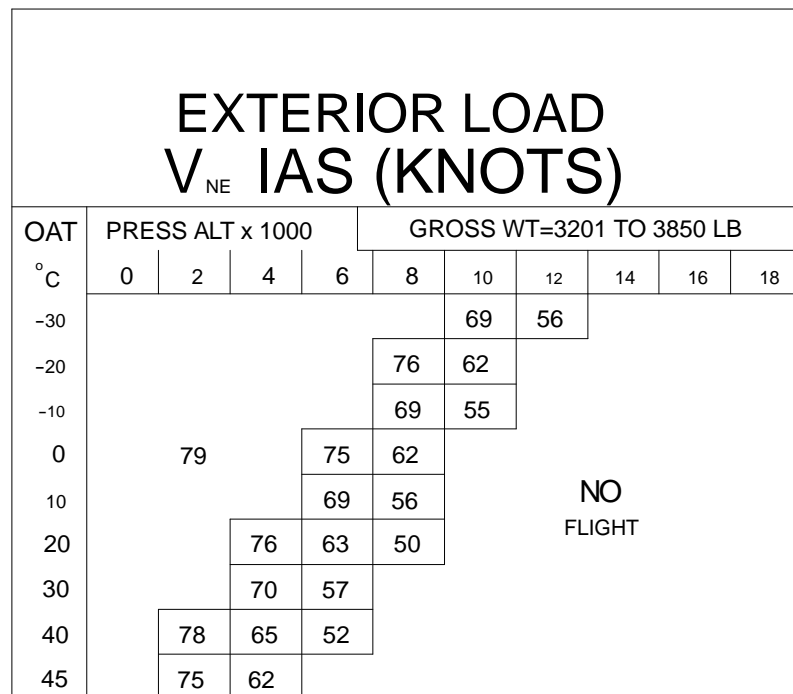 EXTERIOR LOAD
V NE IAS (KNOTS)
OAT PRESS ALT x 1000 GROSS WT=3201 TO 3850 LB
°C 0 2 4 6 8 10 12 14 16 18
-30 69 56
-20 76 62
-10 69 55
0 79 75 62
NO
10 69 56
FLIGHT
20 76 63 50
30 70 57
40 78 65 52
45 75 62